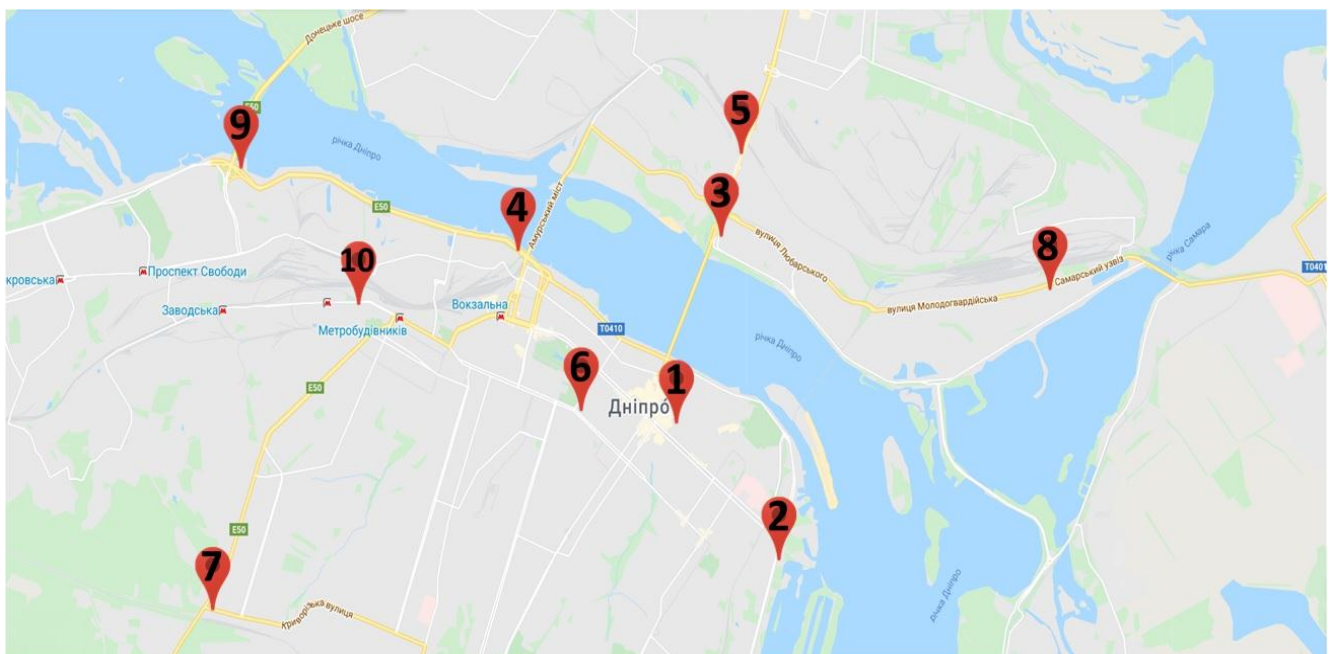 Донецьке шосе
E50
9
річка Дніпро
5
Амурський міст
3
4
E50
вулиця Любарського
8
річка Самара
10
Проспект Свободи
кровська
Самарський узвіз
T0401
Заводська
Вокзальна
вулиця Молодогвардійська
Метробудівників
T0410
річка Дніпро
6
1
E50
Дніпро́
2
E50
7
Криворізька вулиця
річка Дніпро